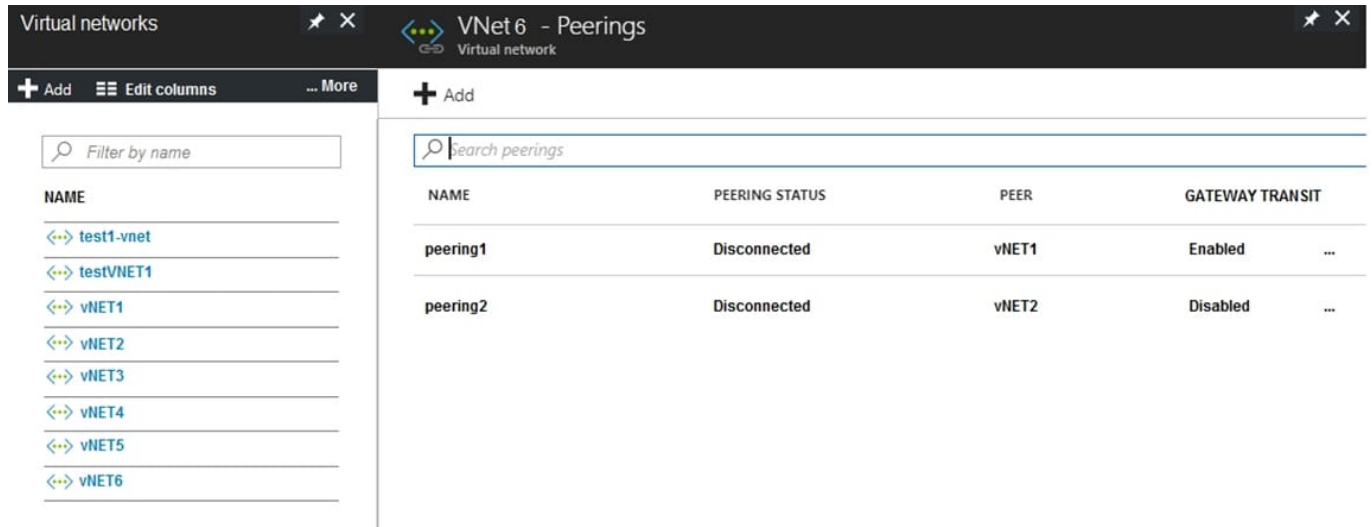 Virtual networks
Add Edit columns ... More
Filter by name
NAME
test1-vnet
testVNET1
vNET1
vNET2
vNET3
vNET4
vNET5
vNET6
VNet 6 - Peerings
Virtual network
Add
Search peerings
NAME PEERING STATUS PEER GATEWAY TRANSIT
peering1 Disconnected vNET1 Enabled ...
peering2 Disconnected vNET2 Disabled ...